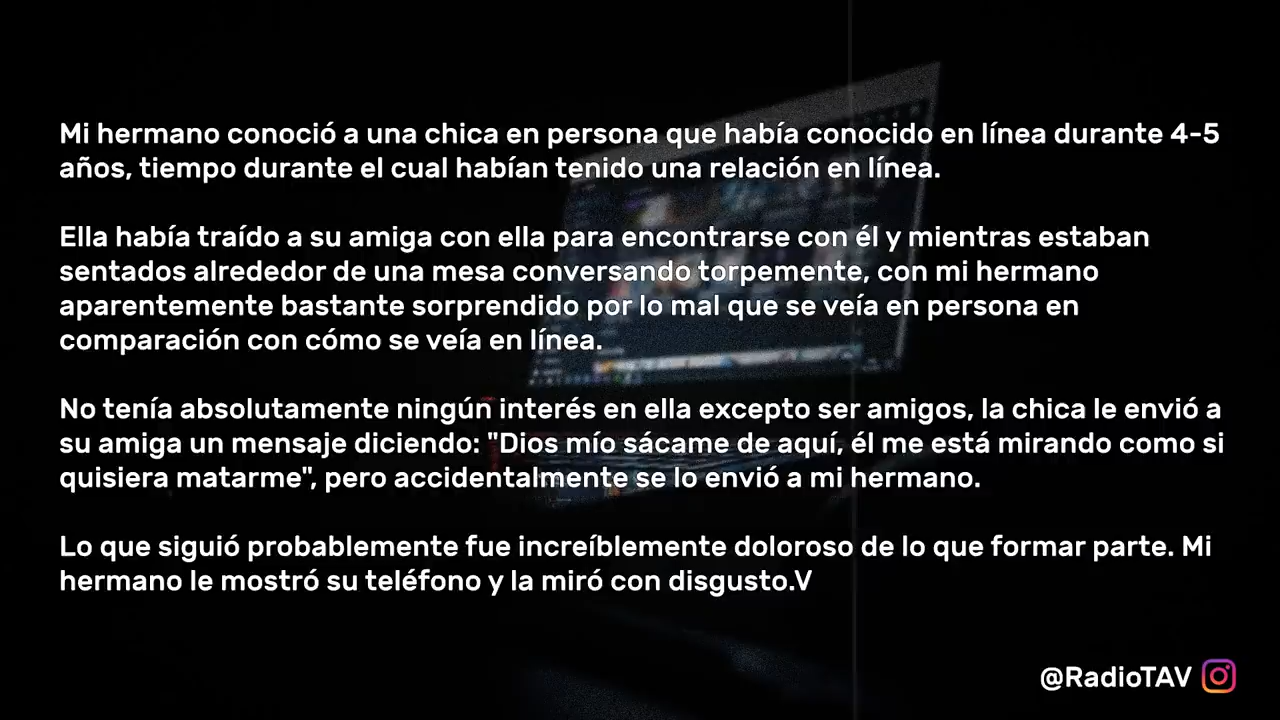 Mi hermano conoció a una chica en persona que había conocido en línea durante 4-5
años, tiempo durante el cual habían tenido una relación en línea.
Ella había traído a su amiga con ella para encontrarse con él y mientras estaban
sentados alrededor de una mesa conversando torpemente, con mi hermano
aparentemente bastante sorprendido por lo mal que se veía en persona en
comparación con cómo se veía en línea.
No tenía absolutamente ningún interés en ella excepto ser amigos, la chica le envió a
su amiga un mensaje diciendo: "Dios mío sácame de aquí, él me está mirando como si
quisiera matarme", pero accidentalmente se lo envió a mi hermano.
Lo que siguió probablemente fue increíblemente doloroso de lo que formar parte. Mi
hermano le mostró su teléfono y la miró con disgusto.V
@RadioTAV